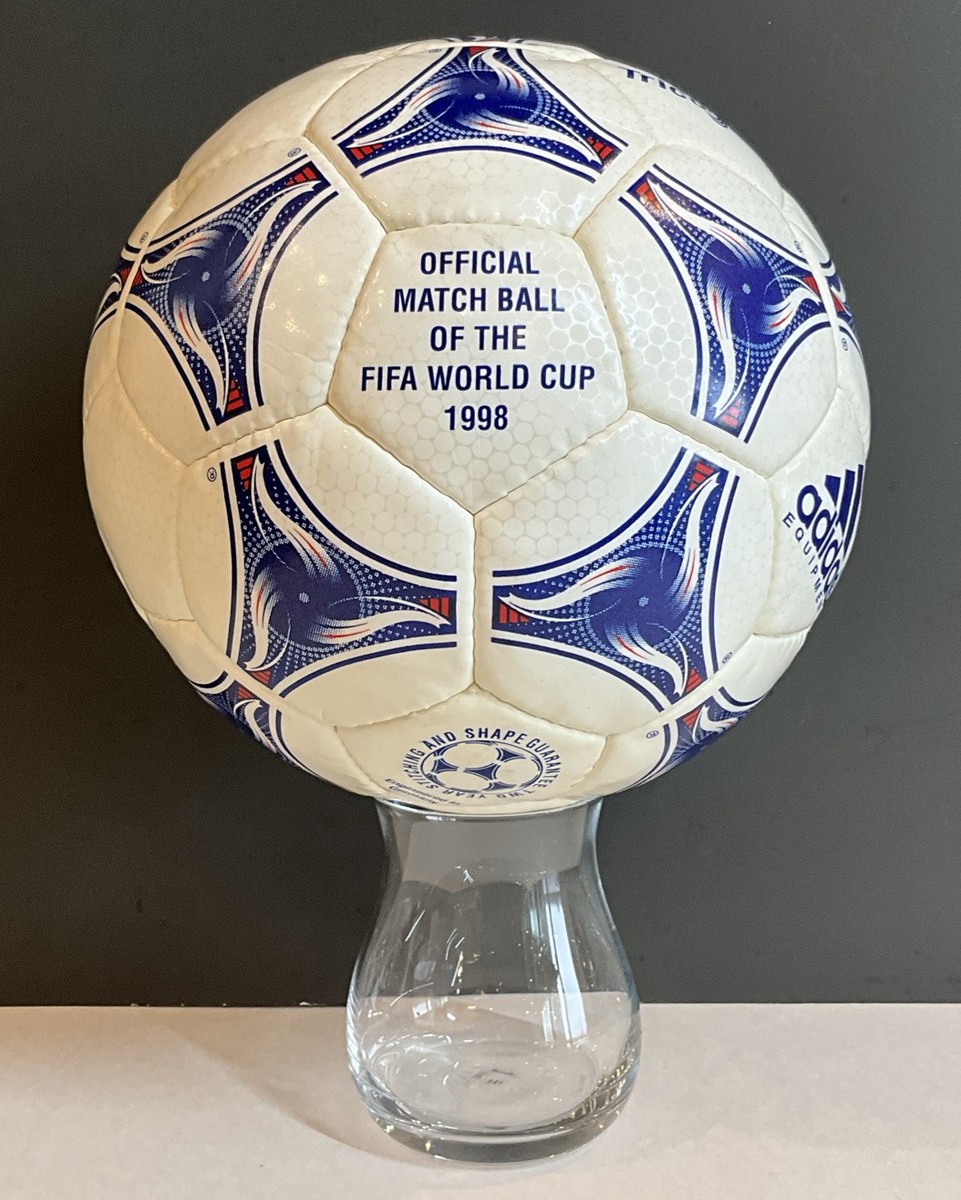 OFFICIAL
MATCH BALL
OF THE
FIFA WORLD CUP
1998
adidas
STITCHING AND SHAPE GUARANTEE TWO YEAR